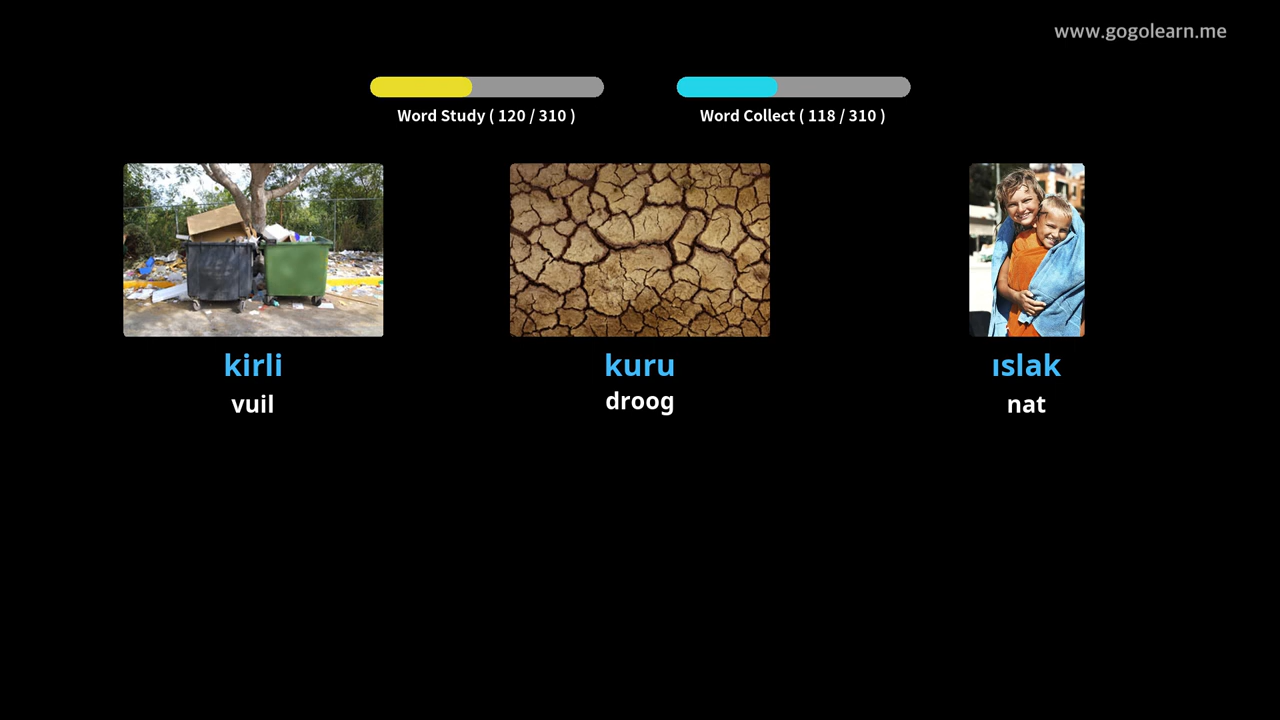 www.gogolearn.me
Word Study ( 120 / 310 )
Word Collect ( 118 / 310 )
kirli
vuil
kuru
droog
ıslak
nat